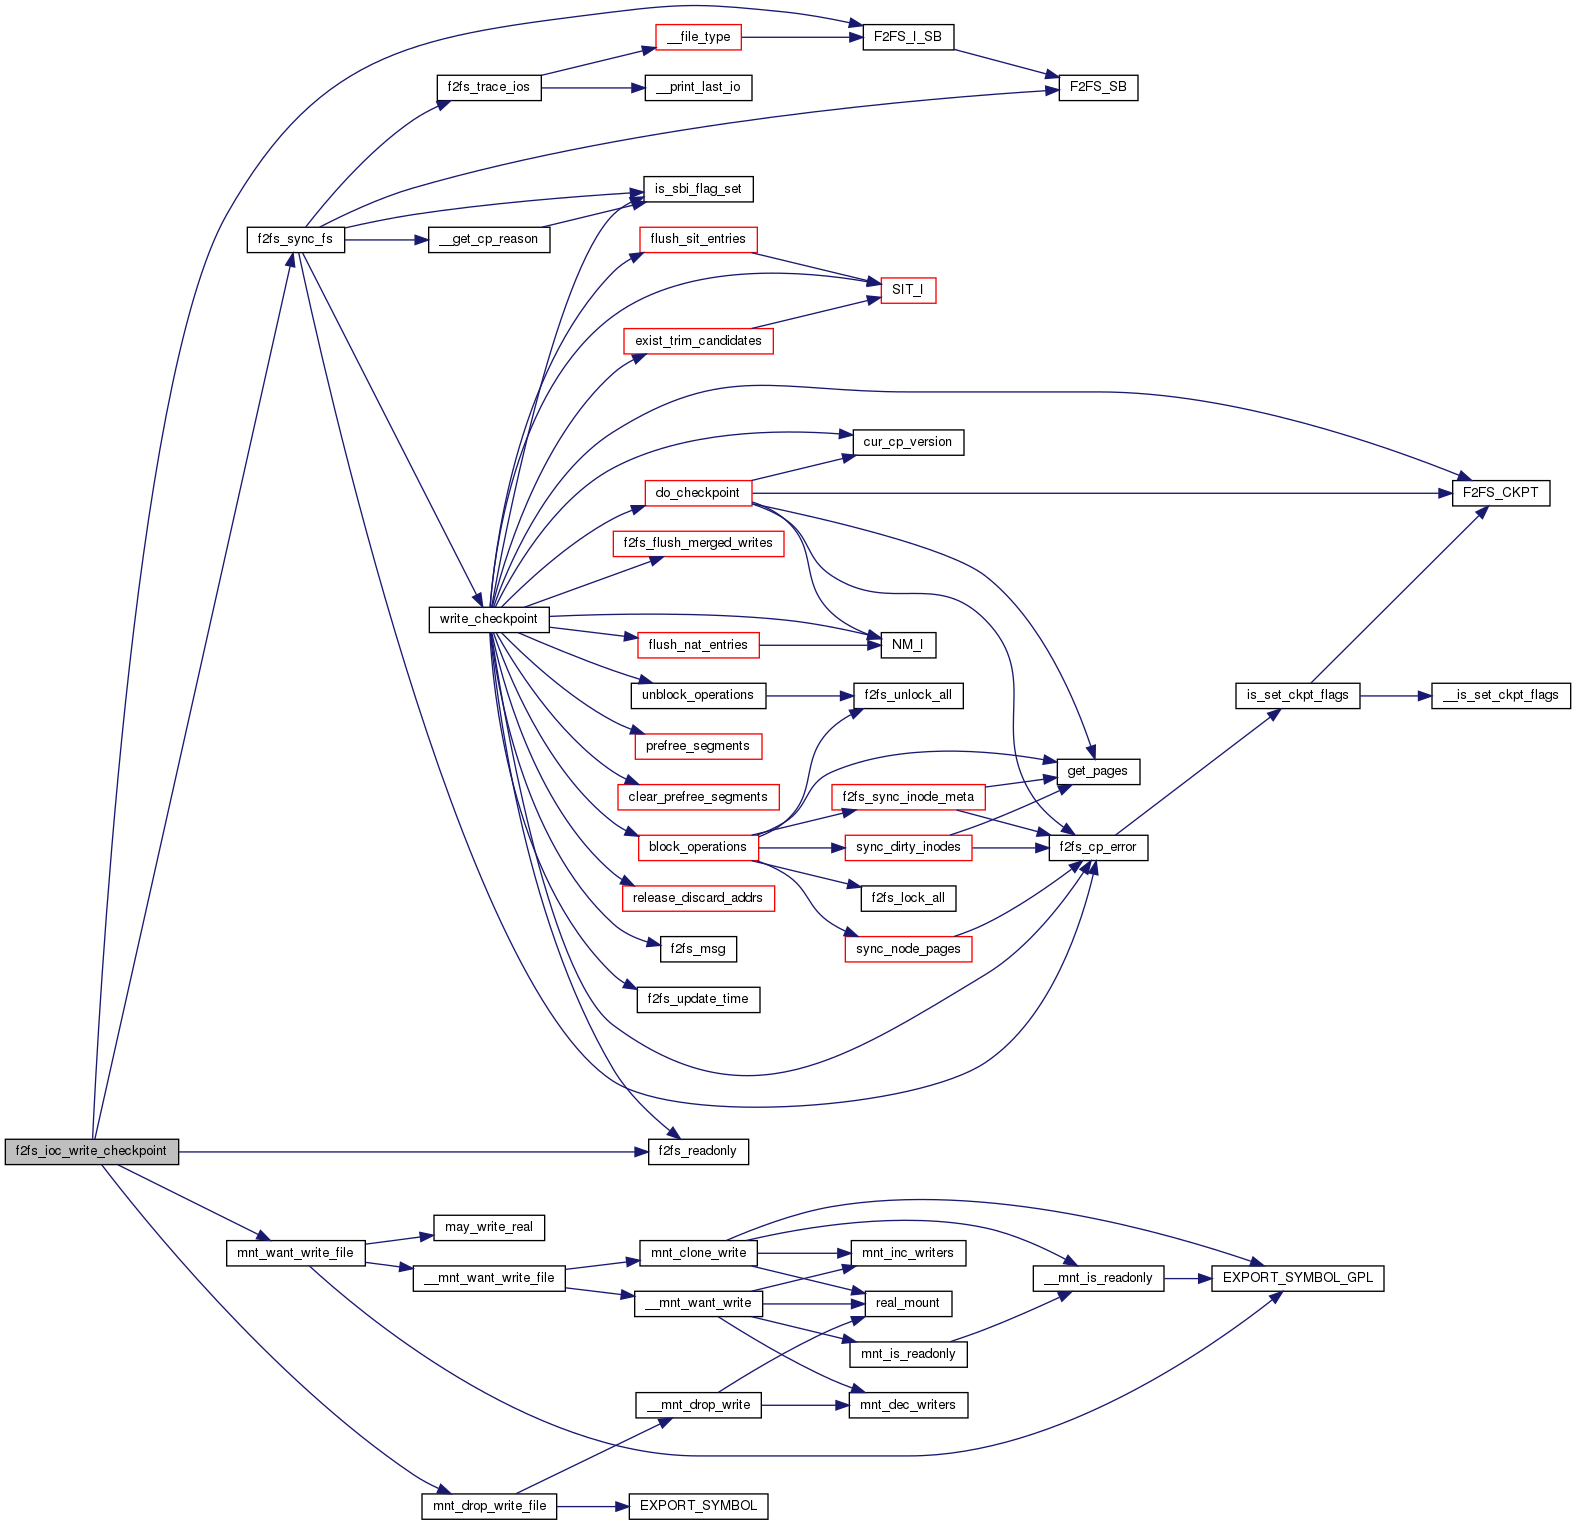 __file_type
F2FS_I_SB
f2fs_trace_ios
__print_last_io
F2FS_SB
is_sbi_flag_set
f2fs_sync_fs
__get_cp_reason
flush_sit_entries
SIT_I
exist_trim_candidates
cur_cp_version
do_checkpoint
F2FS_CKPT
f2fs_flush_merged_writes
write_checkpoint
flush_nat_entries
NM_I
unblock_operations
f2fs_unlock_all
is_set_ckpt_flags
__is_set_ckpt_flags
prefree_segments
get_pages
clear_prefree_segments
f2fs_sync_inode_meta
block_operations
sync_dirty_inodes
f2fs_cp_error
release_discard_addrs
f2fs_lock_all
f2fs_msg
sync_node_pages
f2fs_update_time
f2fs_ioc_write_checkpoint
f2fs_readonly
may_write_real
mnt_want_write_file
mnt_clone_write
mnt_inc_writers
__mnt_want_write_file
__mnt_is_readonly
EXPORT_SYMBOL_GPL
__mnt_want_write
real_mount
mnt_is_readonly
__mnt_drop_write
mnt_dec_writers
mnt_drop_write_file
EXPORT_SYMBOL